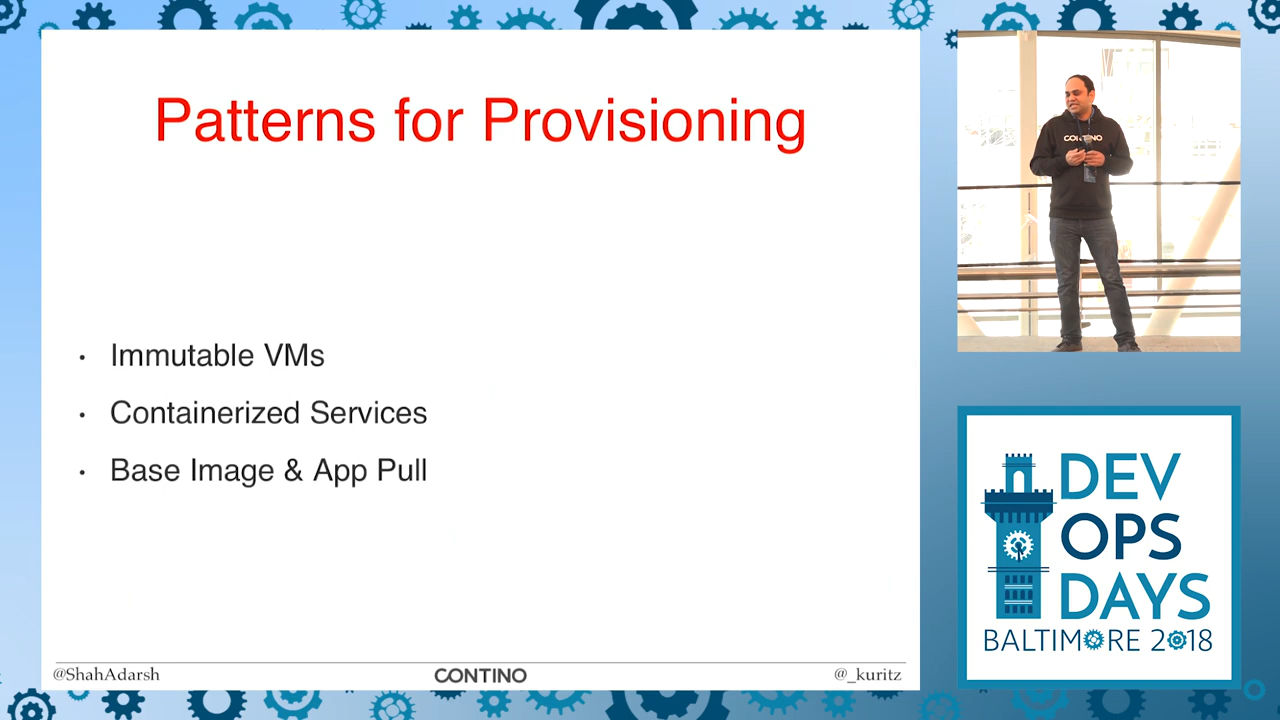 Patterns for Provisioning
• Immutable VMs
• Containerized Services
• Base Image & App Pull
@ShahAdarsh
CONTINO
@_kuritz
CONTINO
DEV
OPS
DAYS
BALTIMORE 2018